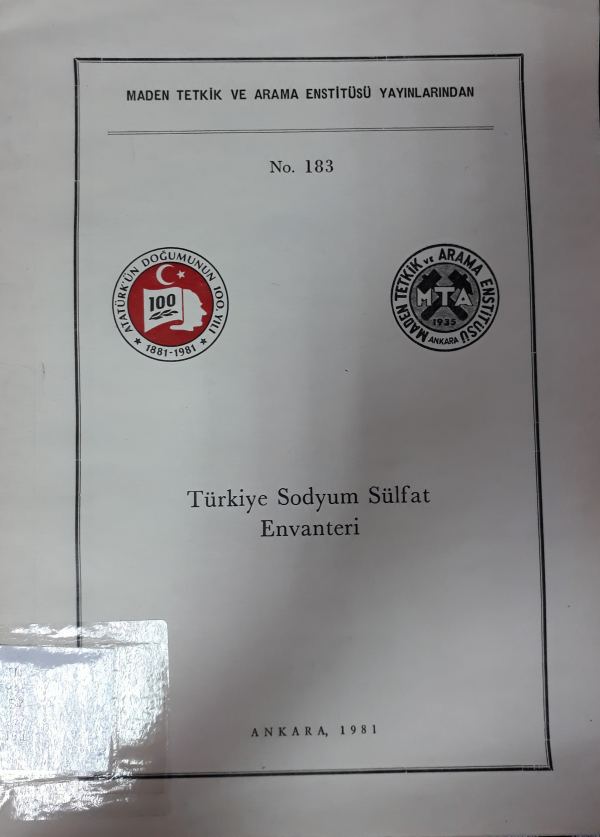 MADEN TETKİK VE ARAMA ENSTİTÜSÜ YAYINLARINDAN
No. 183
ATATÜRK'ÜN DOĞUMUNUN 100. YILI
100
* 1881-1981 *
MADEN TETKİK VE ARAMA ENSTİTÜSÜ
MTA
1935
ANKARA
Türkiye Sodyum Sülfat
Envanteri
ANKARA, 1981